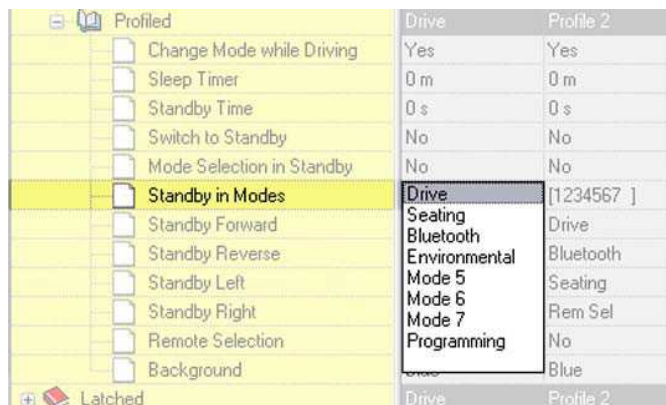 Profiled Drive Profile 2
Change Mode while Driving Yes Yes
Sleep Timer 0 m 0 m
Standby Time 0 s 0 s
Switch to Standby No No
Mode Selection in Standby No No
Standby in Modes Drive [1234567 ]
Standby Forward Seating Drive
Bluetooth
Standby Reverse Environmental Bluetooth
Standby Left Mode 5 Seating
Mode 6
Standby Right Mode 7 Rem Sel
Remote Selection Programming No
Background Blue Blue
Latched Drive Profile 2